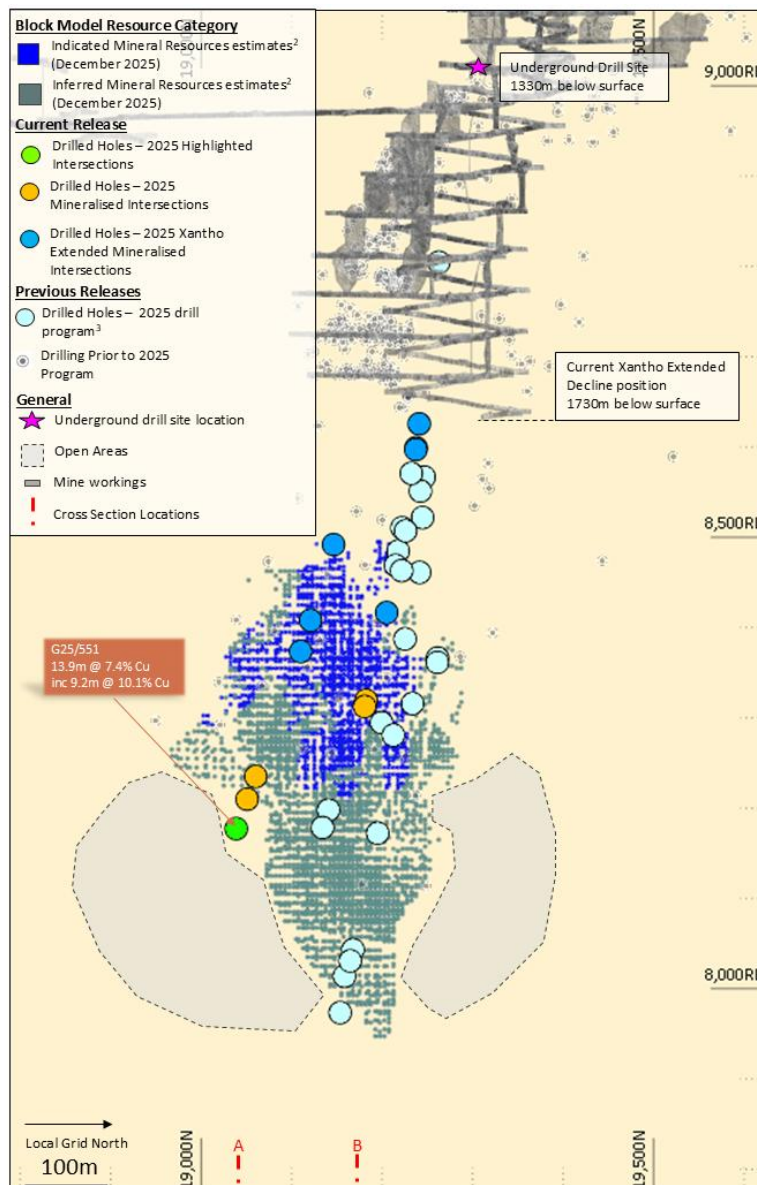 Block Model Resource Category
Indicated Mineral Resources estimates2
(December 2025)
Inferred Mineral Resources estimates2
(December 2025)
Current Release
Drilled Holes – 2025 Highlighted
Intersections
Drilled Holes – 2025
Mineralised Intersections
Drilled Holes – 2025 Xantho
Extended Mineralised
Intersections
Previous Releases
Drilled Holes – 2025 drill
program3
Drilling Prior to 2025
Program
General
Underground drill site location
Open Areas
Mine workings
Cross Section Locations
Underground Drill Site
1330m below surface
9,000RL
Current Xantho Extended
Decline position
1730m below surface
8,500RL
G25/551
13.9m @ 7.4% Cu
inc 9.2m @ 10.1% Cu
8,000RL
Local Grid North
100m
19,000N
A
B
19,500N